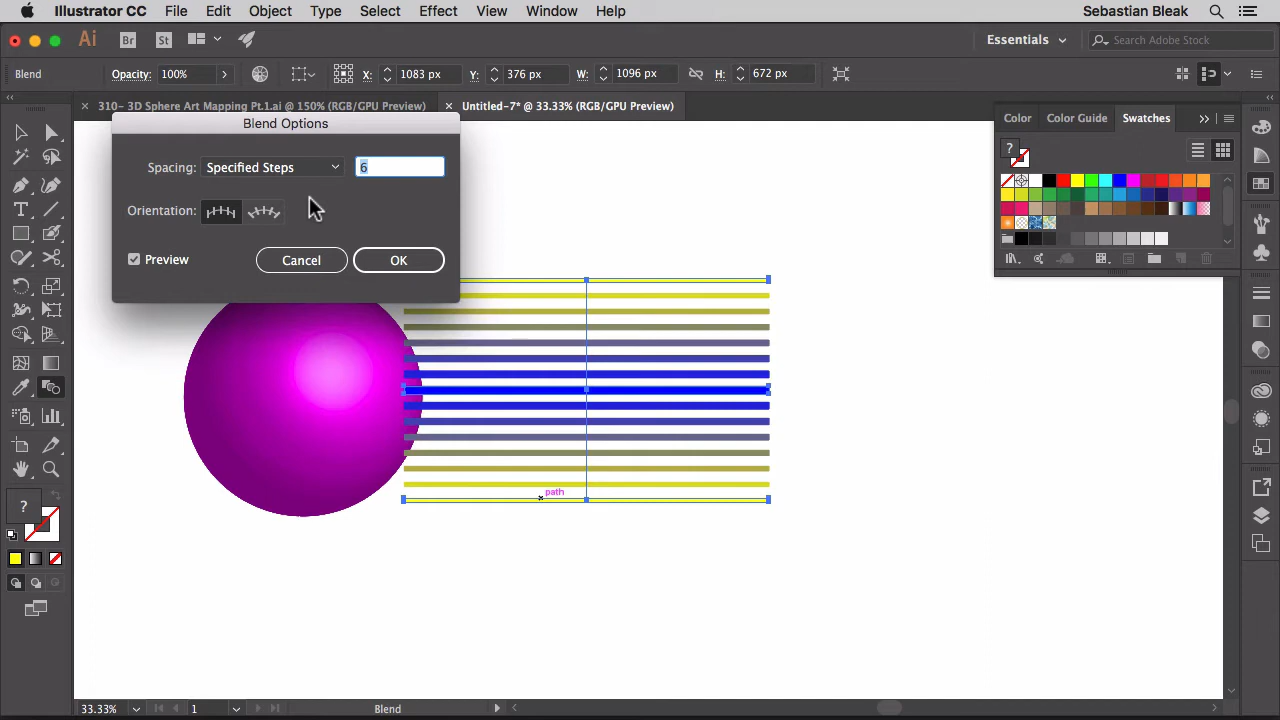 Illustrator CC File Edit Object Type Select Effect View Window Help Sebastian Bleak
Ai Br St Essentials Search Adobe Stock
Blend Opacity: 100% X: 1083 px Y: 376 px W: 1096 px H: 672 px
× 310- 3D Sphere Art Mapping Pt.1.ai @ 150% (RGB/GPU Preview) × Untitled-7* @ 33.33% (RGB/GPU Preview)
Color Color Guide Swatches
Blend Options
Spacing: Specified Steps 6
Orientation:
Preview Cancel OK
path
33.33% 1 Blend